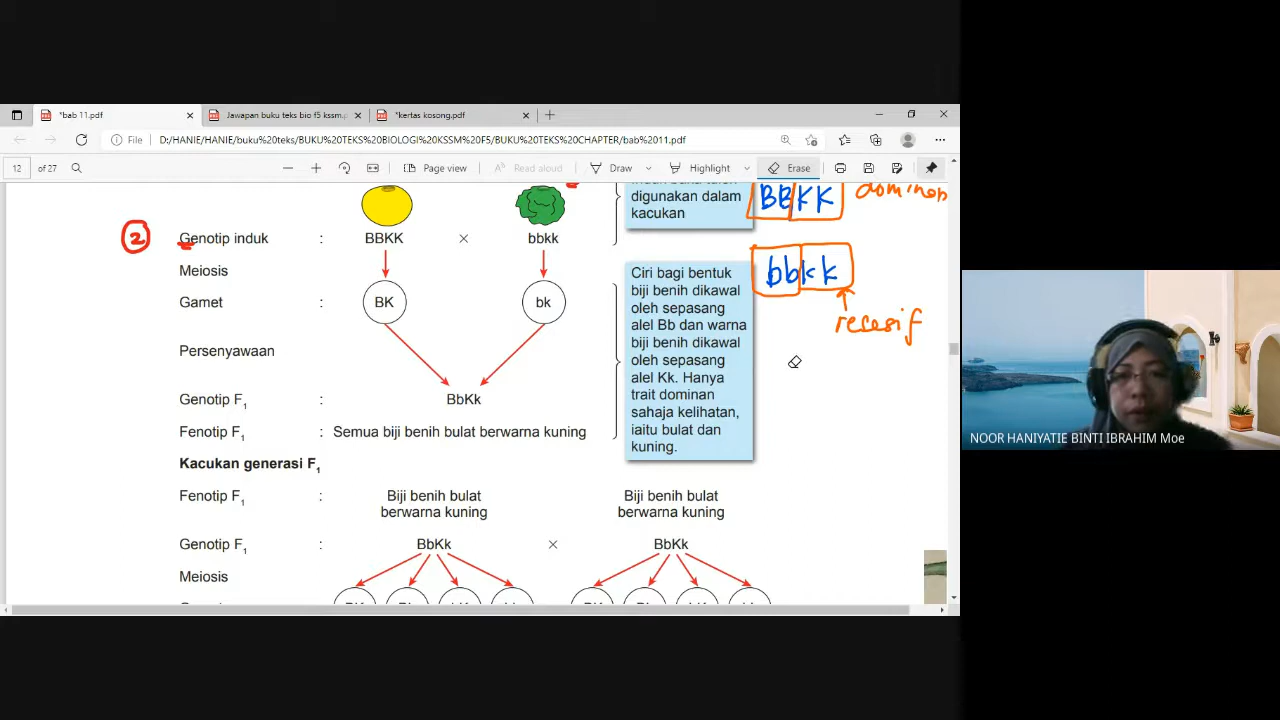 *bab 11.pdf
Jawapan buku teks bio f5 kssm.p
*kertas kosong.pdf
File
D:/HANIE/HANIE/buku%20teks/BUKU%20TEKS%20BIOLOGI%20KSSM%20F5/BUKU%20TEKS%20CHAPTER/bab%2011.pdf
12 of 27
Page view
Read aloud
Draw
Highlight
Erase
digunakan dalam
kacukan
BBKK
dominan
2
Genotip induk : BBKK × bbkk
Meiosis
Gamet : BK bk
Persenyawaan
Genotip F1 : BbKk
Fenotip F1 : Semua biji benih bulat berwarna kuning
Ciri bagi bentuk
biji benih dikawal
oleh sepasang
alel Bb dan warna
biji benih dikawal
oleh sepasang
alel Kk. Hanya
trait dominan
sahaja kelihatan,
iaitu bulat dan
kuning.
bbkk
resesif
Kacukan generasi F1
Fenotip F1 : Biji benih bulat Biji benih bulat
berwarna kuning berwarna kuning
Genotip F1 : BbKk × BbKk
Meiosis
NOOR HANIYATIE BINTI IBRAHIM Moe